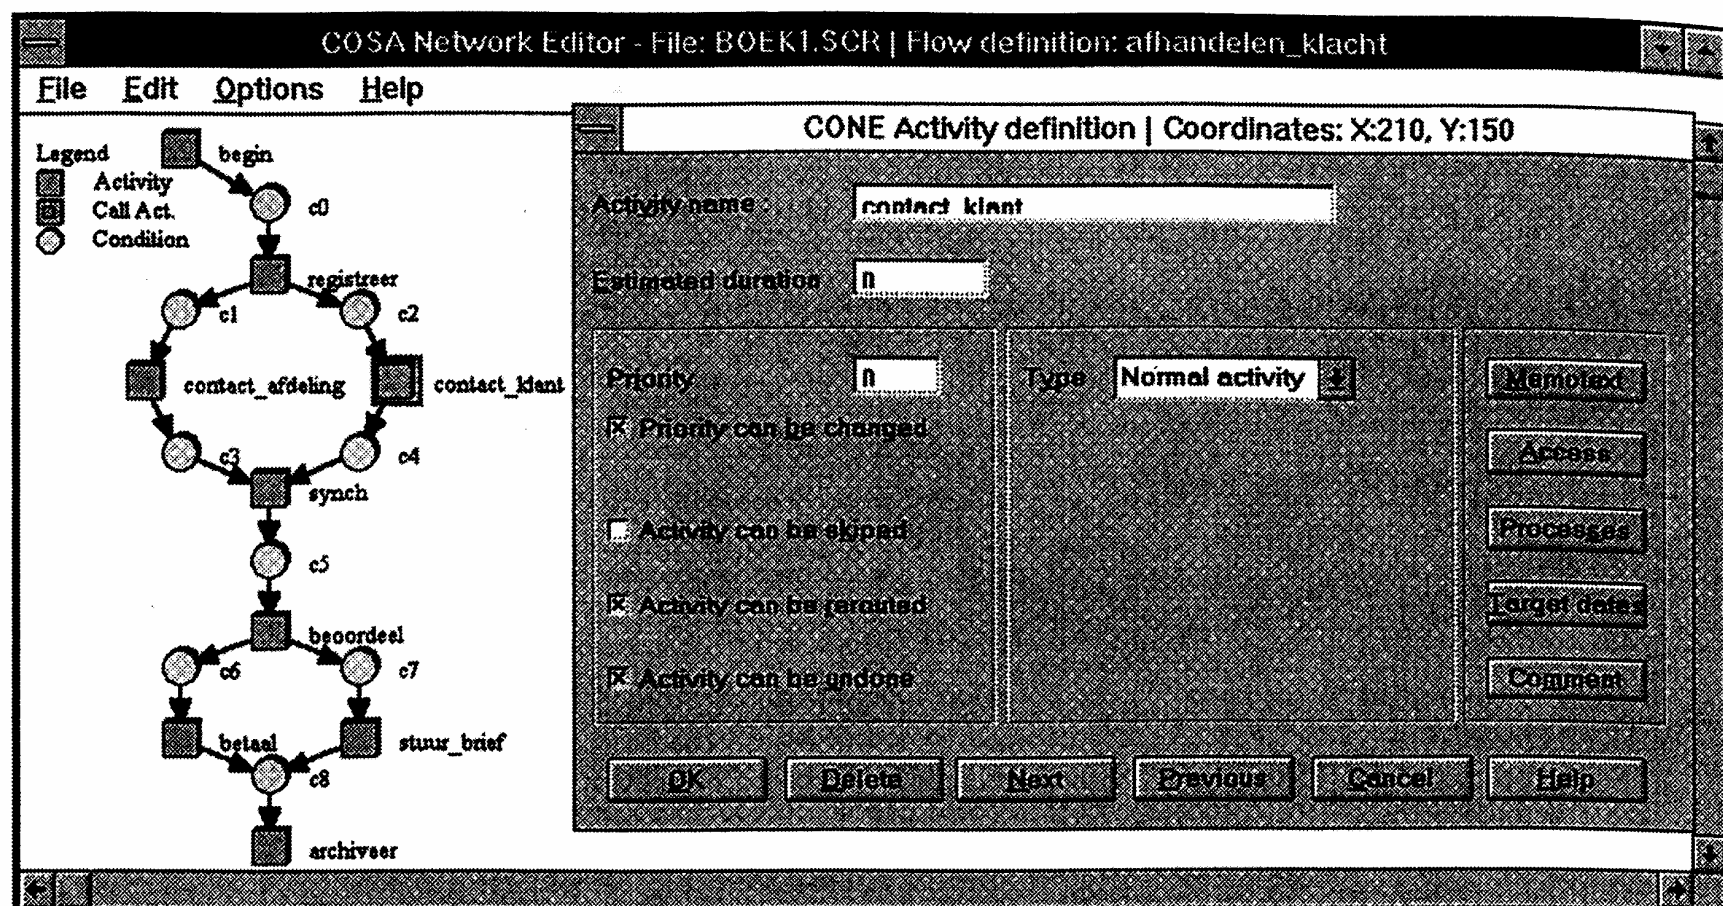 COSA Network Editor - File: BOEK1.SCR | Flow definition: afhandelen_klacht
File Edit Options Help
Legend
Activity
Call Act.
Condition
begin
c0
registreer
c1
c2
contact_afdeling
contact_klant
c3
c4
synch
c5
beoordeel
c6
c7
betaal
stuur_brief
c8
archiveer
CONE Activity definition | Coordinates: X:210, Y:150
Activity name : contact_klant
Estimated duration
Priority
Priority can be changed
Activity can be skiped
Activity can be rerouted
Activity can be undone
Type Normal activity
Memotext
Access
Processes
Target dates
Comment
OK Delete Next Previous Cancel Help